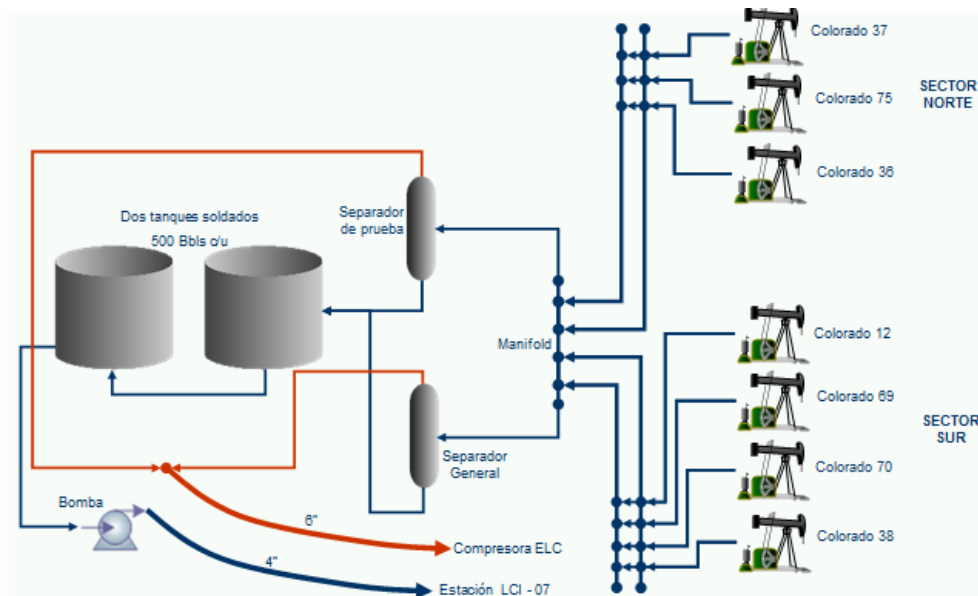 Colorado 37
Colorado 75
SECTOR
NORTE
Colorado 36
Dos tanques soldados
500 Bbls c/u
Separador
de prueba
Manifold
Colorado 12
Colorado 69
SECTOR
SUR
Colorado 70
Separador
General
Colorado 38
Bomba
6"
4"
Compresora ELC
Estación LCI - 07